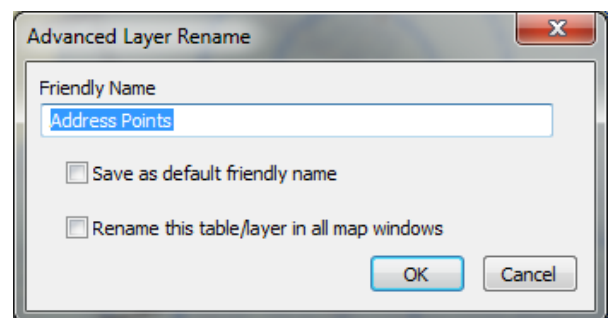 Advanced Layer Rename
Friendly Name
Address Points
Save as default friendly name
Rename this table/layer in all map windows
OK Cancel